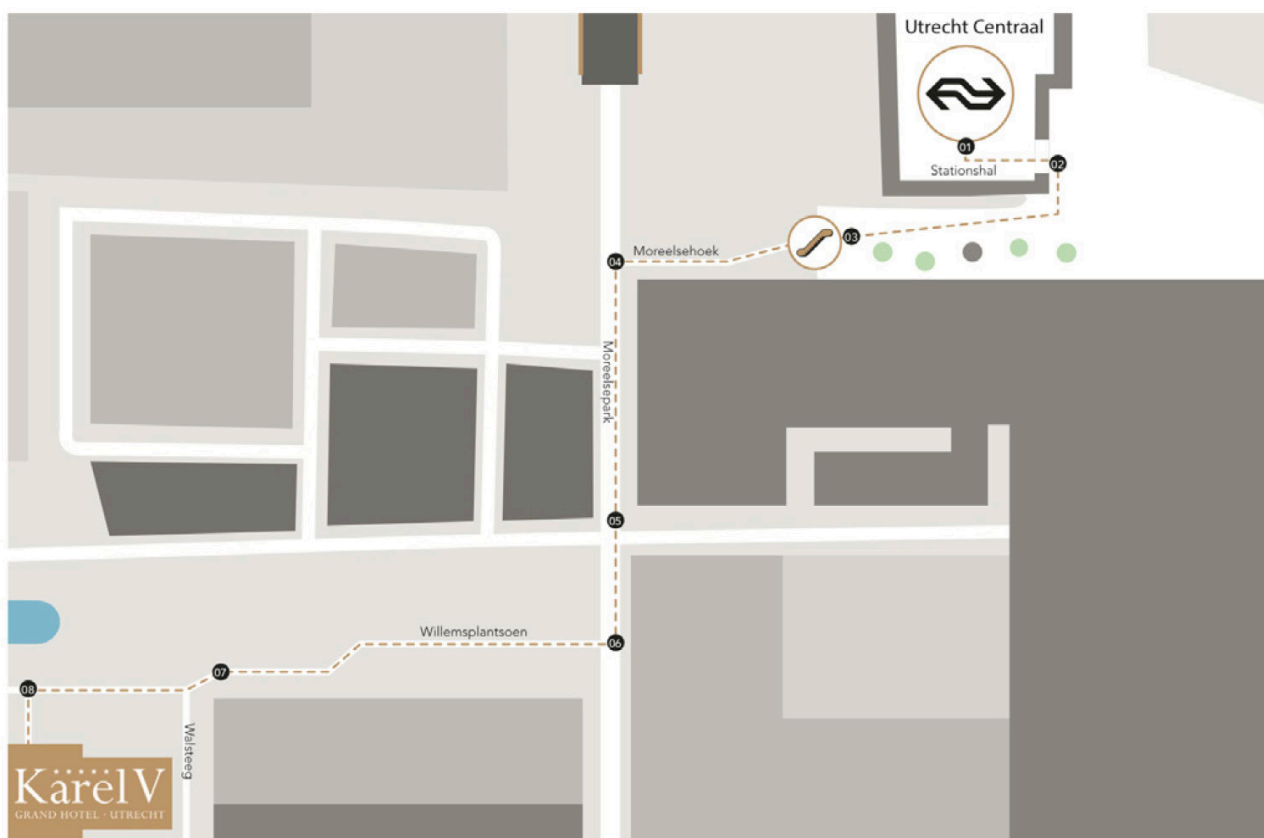 Utrecht Centraal
01
02
Stationshal
03
Moreelsehoek
04
Moreelsepark
05
Willemsplantsoen
06
07
08
Walsteeg
Karel V
GRAND HOTEL · UTRECHT